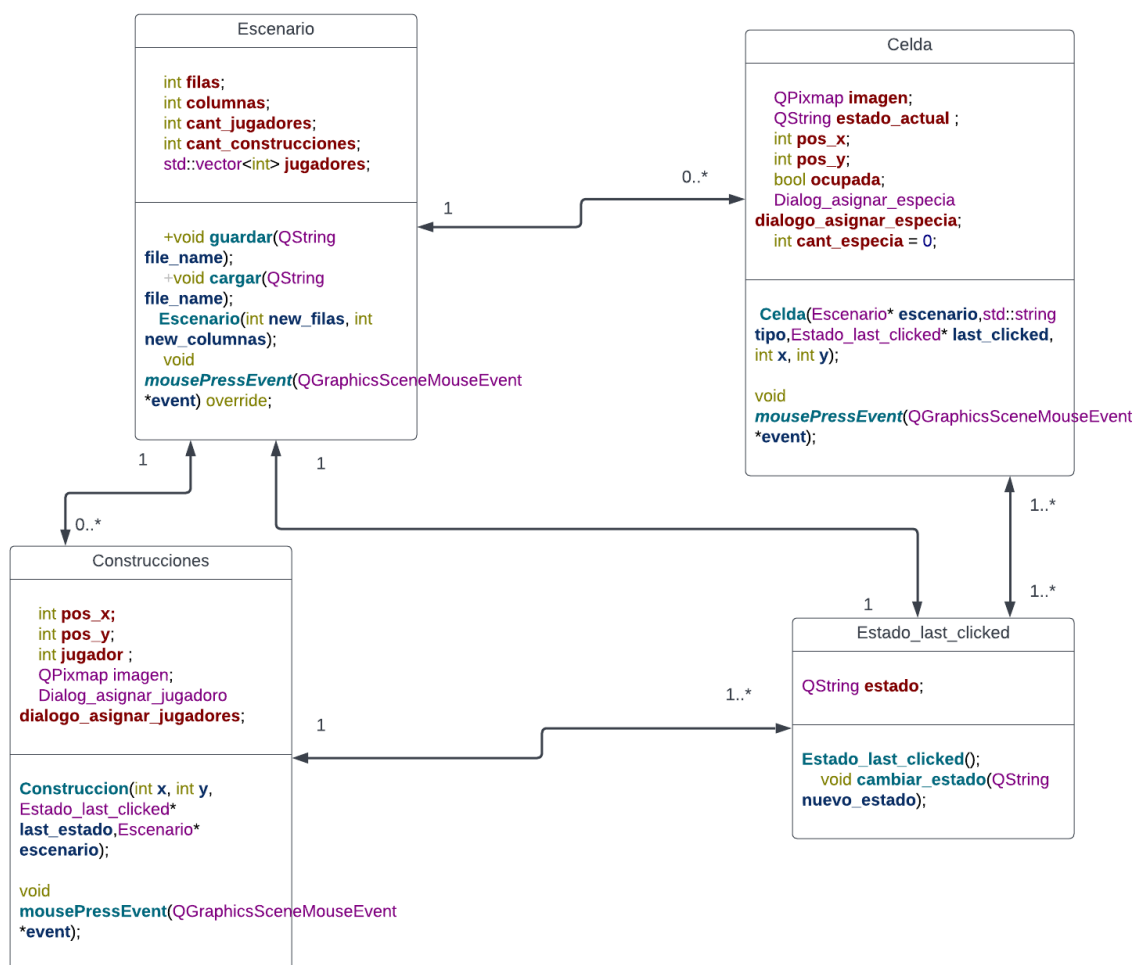 Escenario
int filas;
int columnas;
int cant_jugadores;
int cant_construcciones;
std::vector<int> jugadores;
+void guardar(QString
file_name);
+void cargar(QString
file_name);
Escenario(int new_filas, int
new_columnas);
void
mousePressEvent(QGraphicsSceneMouseEvent
*event) override;
Celda
QPixmap imagen;
QString estado_actual ;
int pos_x;
int pos_y;
bool ocupada;
Dialog_asignar_especia
dialogo_asignar_especia;
int cant_especia = 0;
Celda(Escenario* escenario,std::string
tipo,Estado_last_clicked* last_clicked,
int x, int y);
void
mousePressEvent(QGraphicsSceneMouseEvent
*event);
1
0..*
1
0..*
1
1
1..*
1..*
Construcciones
int pos_x;
int pos_y;
int jugador ;
QPixmap imagen;
Dialog_asignar_jugadoro
dialogo_asignar_jugadores;
Construccion(int x, int y,
Estado_last_clicked*
last_estado,Escenario*
escenario);
void
mousePressEvent(QGraphicsSceneMouseEvent
*event);
1
1..*
Estado_last_clicked
QString estado;
Estado_last_clicked();
void cambiar_estado(QString
nuevo_estado);